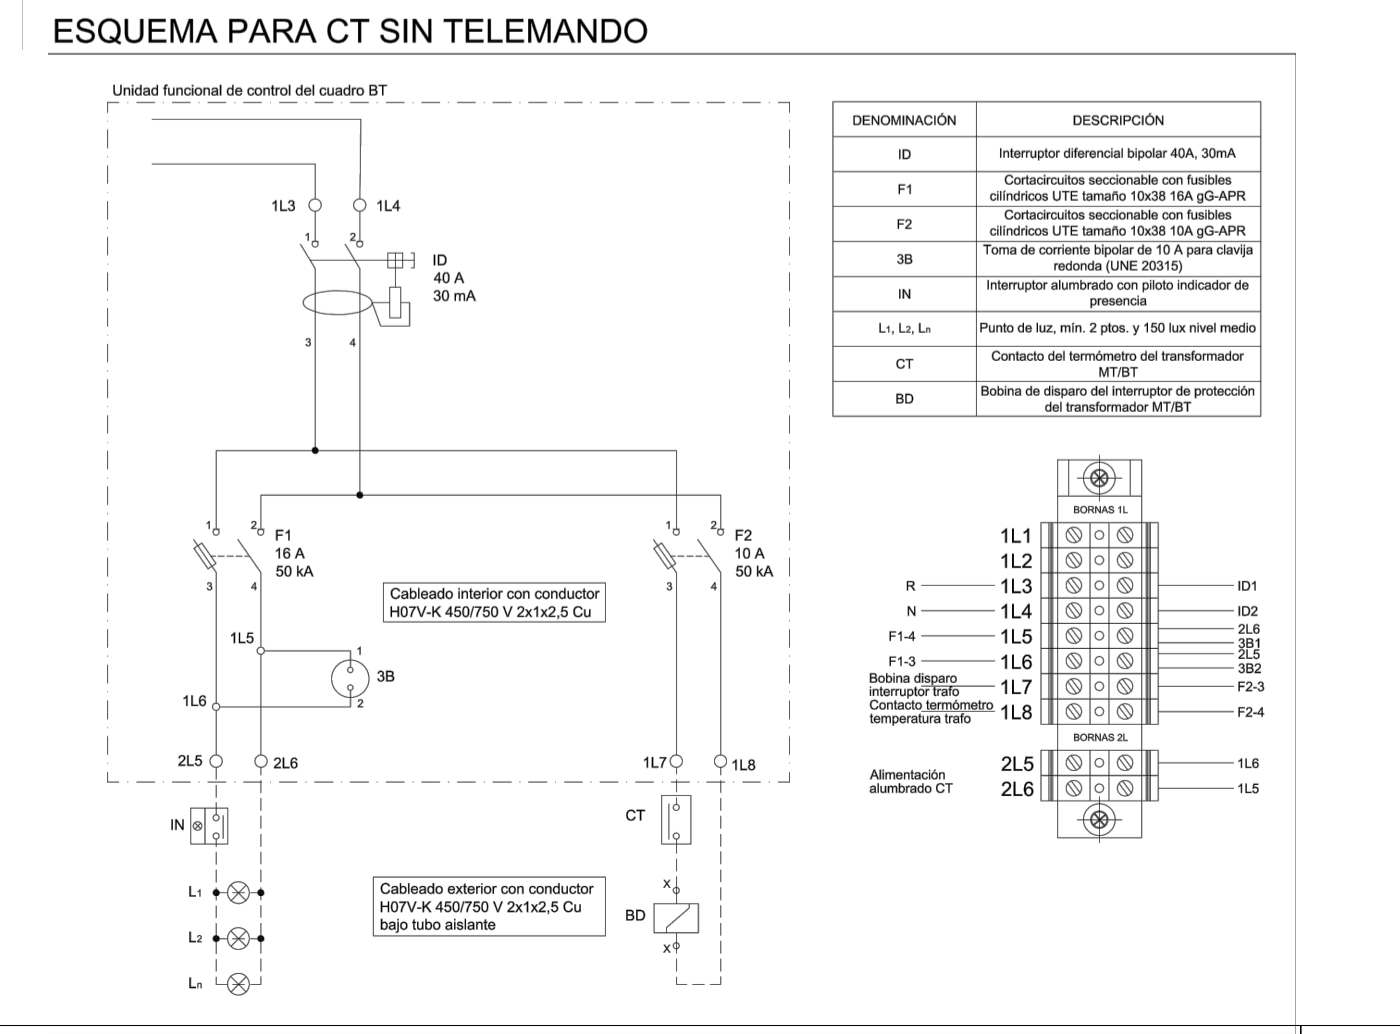 ESQUEMA PARA CT SIN TELEMANDO
Unidad funcional de control del cuadro BT
1L3
1L4
1
2
ID
40 A
30 mA
3
4
1
2
F1
16 A
50 kA
3
4
1
2
F2
10 A
50 kA
3
4
Cableado interior con conductor
H07V-K 450/750 V 2x1x2,5 Cu
1L5
1
3B
1L6
2
2L5
2L6
1L7
1L8
IN
CT
L1
L2
Ln
Cableado exterior con conductor
H07V-K 450/750 V 2x1x2,5 Cu
bajo tubo aislante
x
BD
x
DENOMINACIÓN
DESCRIPCIÓN
ID
Interruptor diferencial bipolar 40A, 30mA
F1
Cortacircuitos seccionable con fusibles
cilíndricos UTE tamaño 10x38 16A gG-APR
F2
Cortacircuitos seccionable con fusibles
cilíndricos UTE tamaño 10x38 10A gG-APR
3B
Toma de corriente bipolar de 10 A para clavija
redonda (UNE 20315)
IN
Interruptor alumbrado con piloto indicador de
presencia
L1, L2, Ln
Punto de luz, mín. 2 ptos. y 150 lux nivel medio
CT
Contacto del termómetro del transformador
MT/BT
BD
Bobina de disparo del interruptor de protección
del transformador MT/BT
BORNAS 1L
1L1
1L2
R
1L3
ID1
N
1L4
ID2
F1-4
1L5
2L6
3B1
F1-3
1L6
2L5
3B2
Bobina disparo
interruptor trafo
1L7
F2-3
Contacto termómetro
temperatura trafo
1L8
F2-4
BORNAS 2L
Alimentación
alumbrado CT
2L5
1L6
2L6
1L5